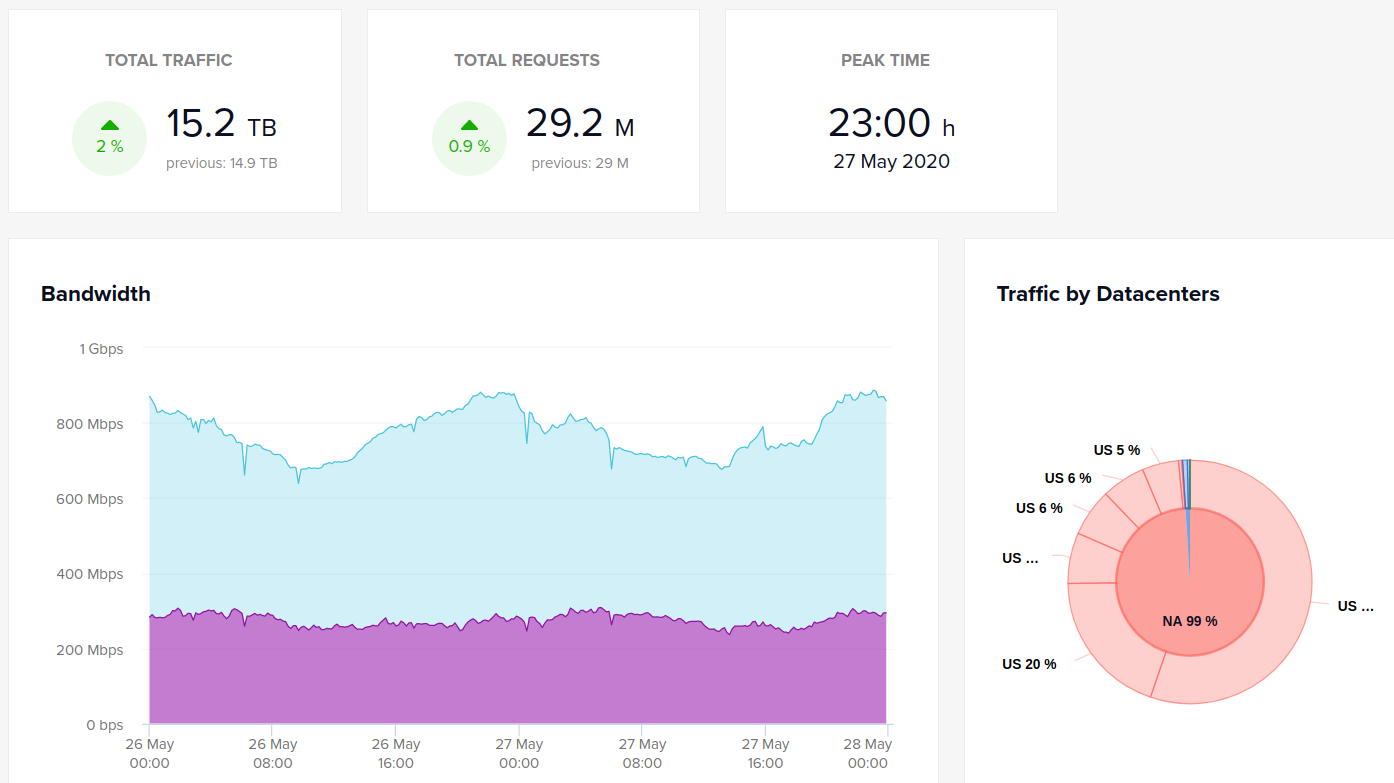 TOTAL TRAFFIC
2 %
15.2 TB
previous: 14.9 TB
TOTAL REQUESTS
0.9 %
29.2 M
previous: 29 M
PEAK TIME
23:00 h
27 May 2020
Bandwidth
1 Gbps
800 Mbps
600 Mbps
400 Mbps
200 Mbps
0 bps
26 May
00:00
26 May
08:00
26 May
16:00
27 May
00:00
27 May
08:00
27 May
16:00
28 May
00:00
Traffic by Datacenters
US 5 %
US 6 %
US 6 %
US ...
US 20 %
US ...
NA 99 %